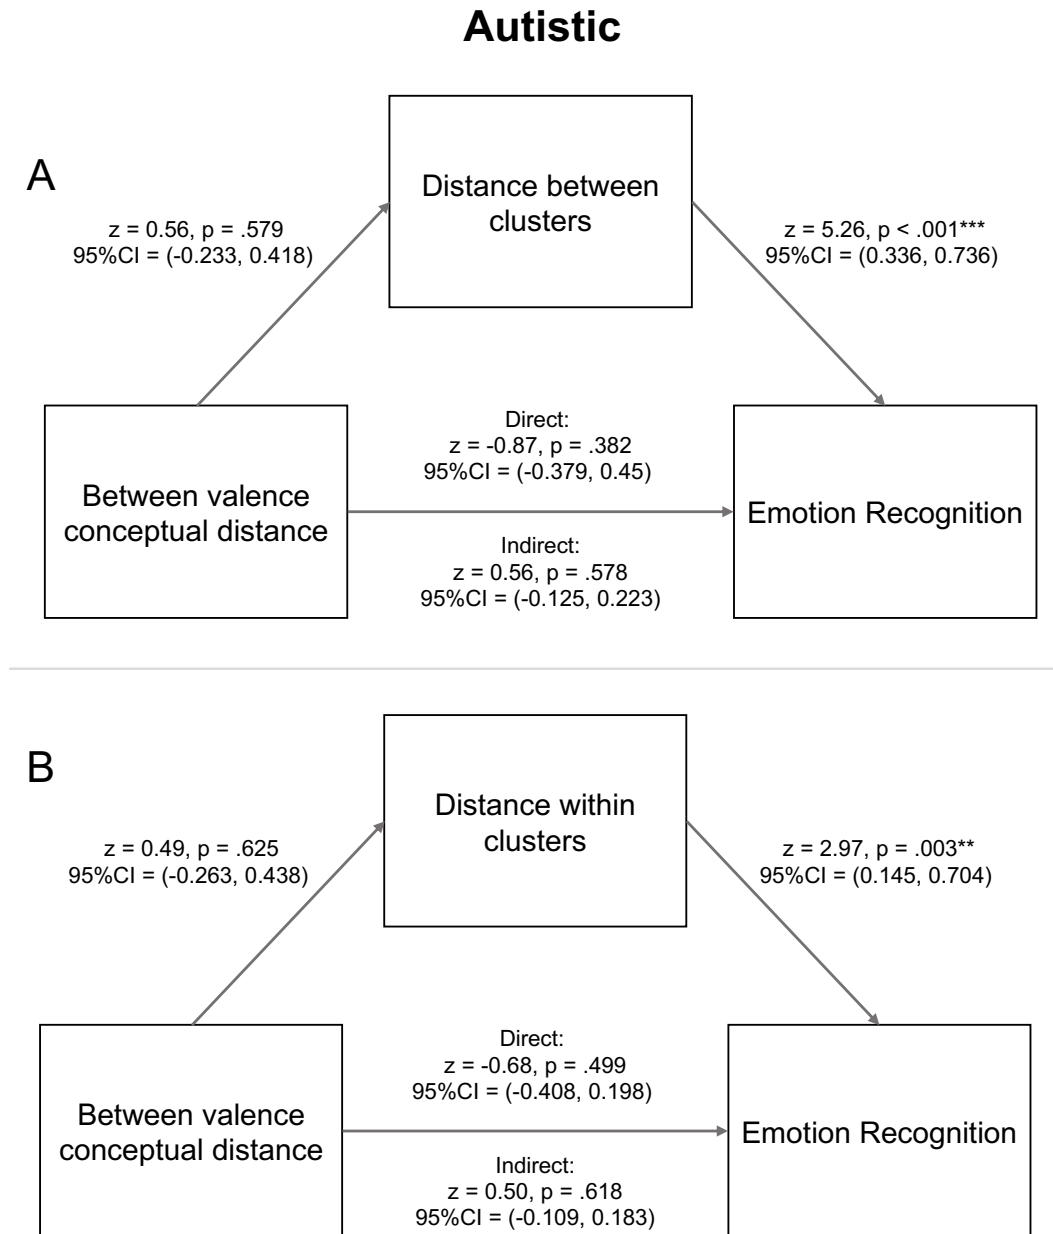 Autistic
A
Distance between
clusters
z = 0.56, p = .579
95%CI = (-0.233, 0.418)
z = 5.26, p < .001***
95%CI = (0.336, 0.736)
Between valence
conceptual distance
Direct:
z = -0.87, p = .382
95%CI = (-0.379, 0.45)
Indirect:
z = 0.56, p = .578
95%CI = (-0.125, 0.223)
Emotion Recognition
B
Distance within
clusters
z = 0.49, p = .625
95%CI = (-0.263, 0.438)
z = 2.97, p = .003**
95%CI = (0.145, 0.704)
Between valence
conceptual distance
Direct:
z = -0.68, p = .499
95%CI = (-0.408, 0.198)
Indirect:
z = 0.50, p = .618
95%CI = (-0.109, 0.183)
Emotion Recognition